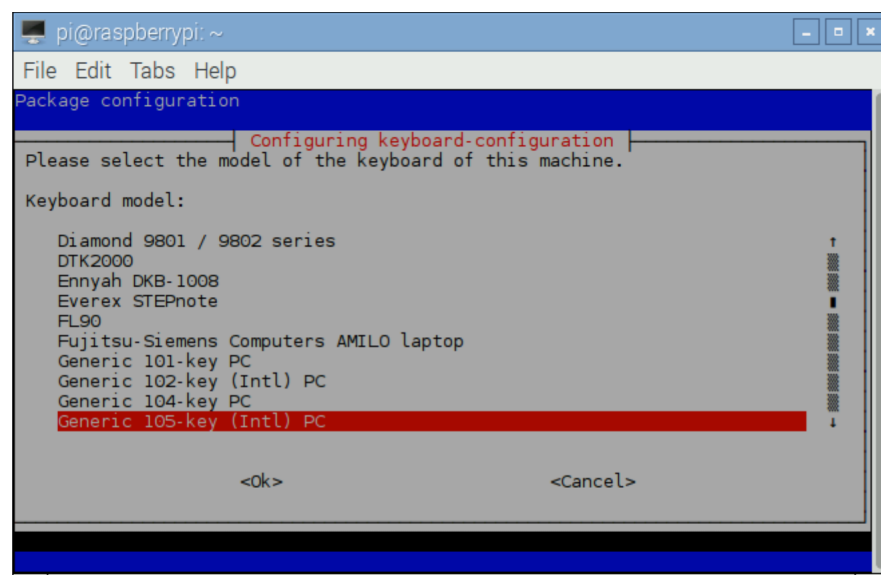 pi@raspberrypi: ~
File Edit Tabs Help
Package configuration
Configuring keyboard-configuration
Please select the model of the keyboard of this machine.
Keyboard model:
Diamond 9801 / 9802 series
DTK2000
Ennyah DKB-1008
Everex STEPnote
FL90
Fujitsu-Siemens Computers AMILO laptop
Generic 101-key PC
Generic 102-key (Intl) PC
Generic 104-key PC
Generic 105-key (Intl) PC
<Ok> <Cancel>